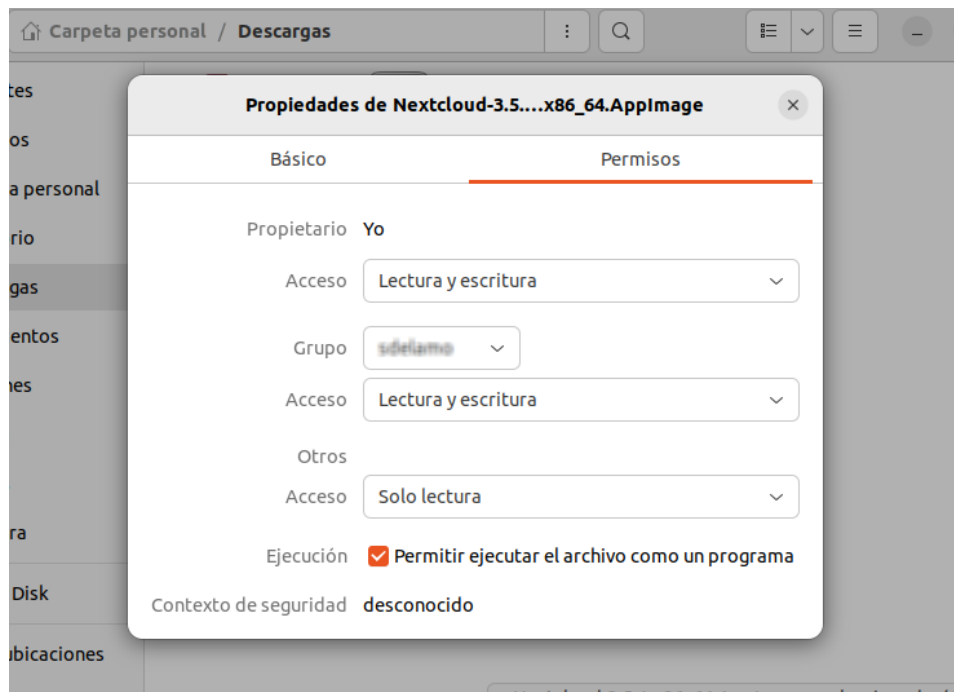 Carpeta personal / Descargas
tes
os
a personal
rio
gas
entos
nes
ra
Disk
ubicaciones
Propiedades de Nextcloud-3.5....x86_64.AppImage
Básico Permisos
Propietario Yo
Acceso Lectura y escritura
Grupo sdelamo
Acceso Lectura y escritura
Otros
Acceso Solo lectura
Ejecución Permitir ejecutar el archivo como un programa
Contexto de seguridad desconocido